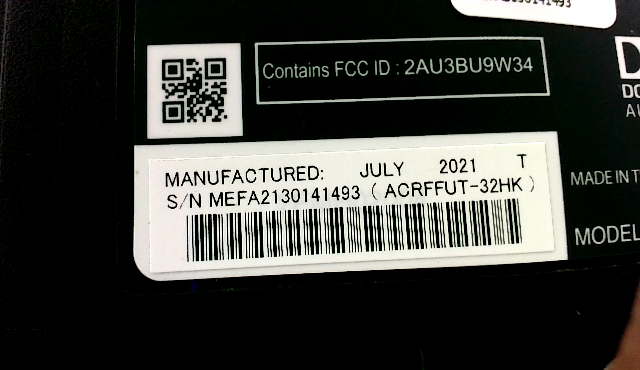 Contains FCC ID : 2AU3BU9W34
MANUFACTURED: JULY 2021 T
S/N MEFA2130141493 ( ACRFFUT-32HK )
MADE IN T
MODEL